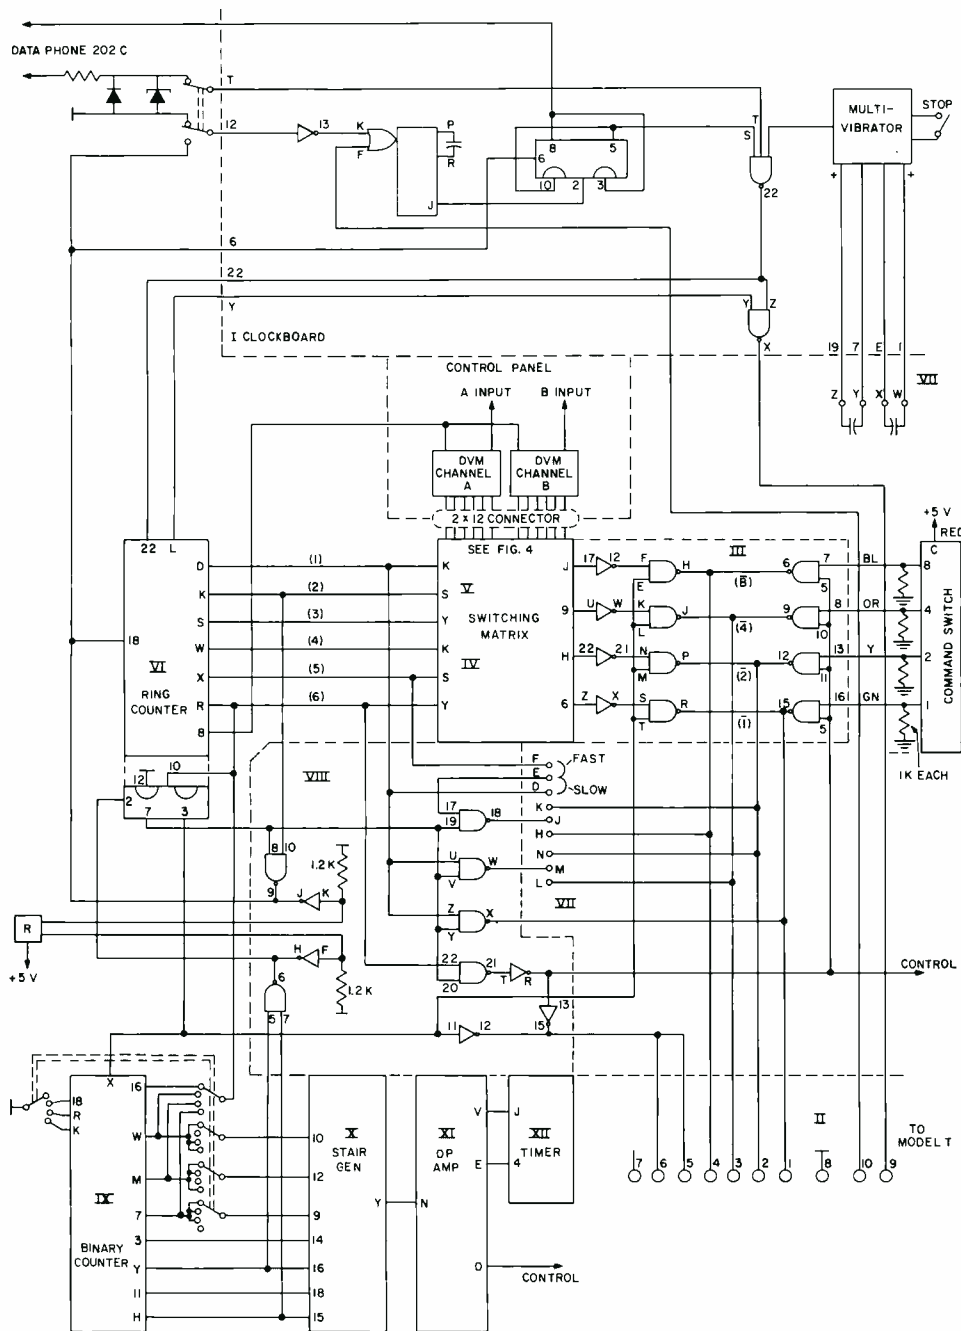 DATA PHONE 202 C
T
12
13
K
F
P
R
J
8
5
6
10
2
3
T
S
22
MULTI-
VIBRATOR
STOP
+
+
6
22
Y
Y
Z
X
I CLOCKBOARD
19
7
E
1
VII
Z
Y
X
W
CONTROL PANEL
A INPUT
B INPUT
DVM
CHANNEL
A
DVM
CHANNEL
B
2 X 12 CONNECTOR
SEE FIG. 4
22 L
D
K
S
W
X
R
8
18
VI
RING
COUNTER
(1)
(2)
(3)
(4)
(5)
(6)
K
S
Y
K
S
Y
V
SWITCHING
MATRIX
IV
J
9
H
6
17
12
F
E
H
U
W
K
L
J
22
21
N
M
P
Z
X
S
T
R
III
(8)
(4)
(2)
(1)
6
7
5
9
8
10
12
13
11
15
16
5
BL
OR
Y
GN
+5 V
RED
C
8
4
2
1
COMMAND SWITCH
1K EACH
12
10
2
7
3
VIII
F
E
D
FAST
SLOW
K
J
H
N
M
L
VII
17
19
18
U
V
W
Z
Y
X
22
20
21
T
R
13
15
11
12
8
10
9
J
K
1.2 K
H
F
6
5
7
1.2 K
R
+5 V
CONTROL
X
18
R
K
16
W
M
7
3
Y
11
H
IX
BINARY
COUNTER
10
12
9
14
16
18
15
X
STAIR
GEN
Y
N
XI
OP
AMP
V
E
O
J
4
XII
TIMER
CONTROL
II
TO
MODEL T
7
6
5
4
3
2
1
8
10
9